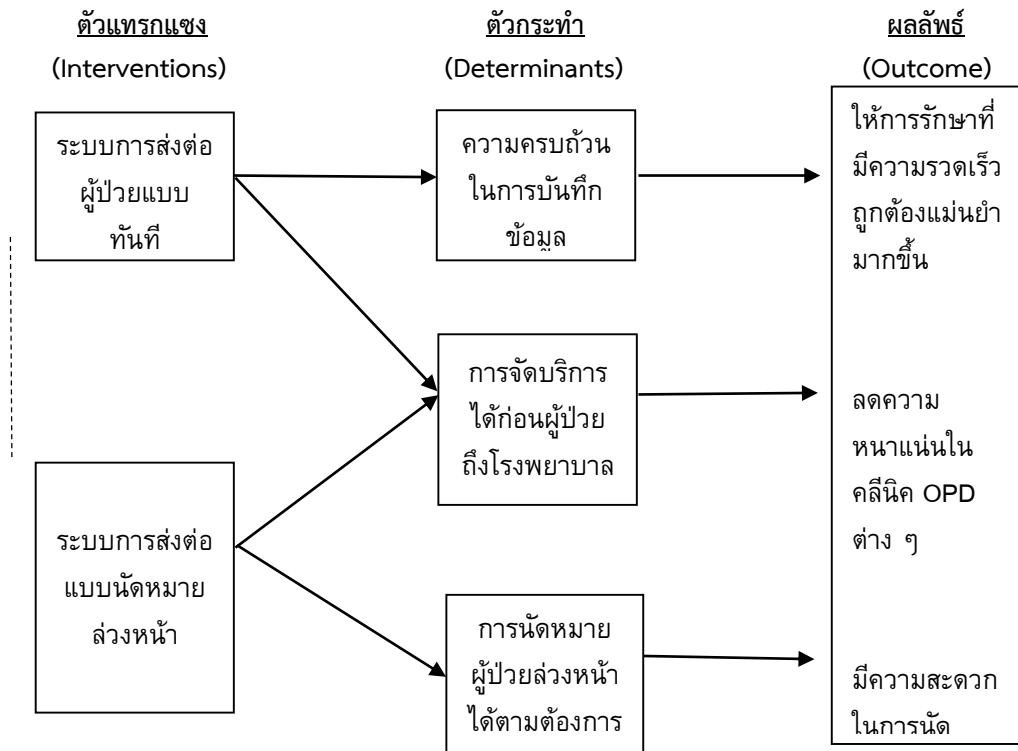 ตัวแทรกแซง
(Interventions)
ระบบการส่งต่อ
ผู้ป่วยแบบ
ทันที
ระบบการส่งต่อ
แบบนัดหมาย
ล่วงหน้า
ตัวกระทำ
(Determinants)
ความครบถ้วน
ในการบันทึก
ข้อมูล
การจัดบริการ
ได้ก่อนผู้ป่วย
ถึงโรงพยาบาล
การนัดหมาย
ผู้ป่วยล่วงหน้า
ได้ตามต้องการ
ผลลัพธ์
(Outcome)
ให้การรักษาที่
มีความรวดเร็ว
ถูกต้องแม่นยำ
มากขึ้น
ลดความ
หนาแน่นใน
คลีนิค OPD
ต่าง ๆ
มีความสะดวก
ในการนัด